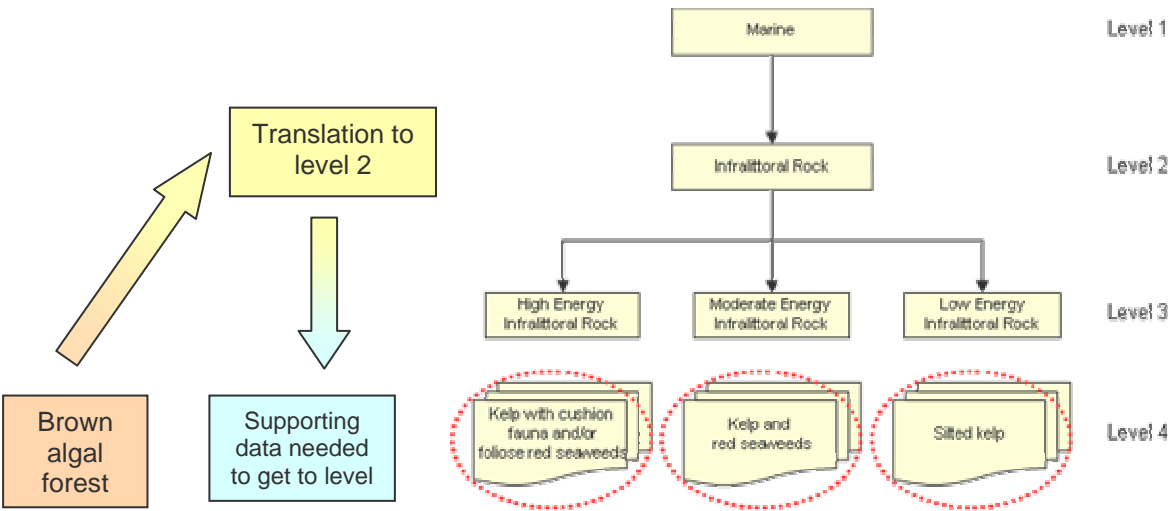 Marine
Level 1
Translation to
level 2
Infralittoral Rock
Level 2
High Energy
Infralittoral Rock
Moderate Energy
Infralittoral Rock
Low Energy
Infralittoral Rock
Level 3
Brown
algal
forest
Supporting
data needed
to get to level
Kelp with cushion
fauna and/or
foliose red seaweeds
Kelp and
red seaweeds
Silted kelp
Level 4